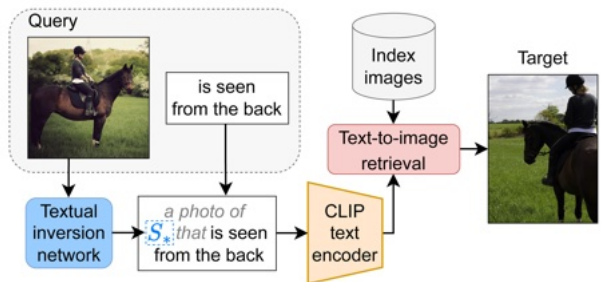 Query
is seen
from the back
Index
images
Target
Text-to-image
retrieval
Textual
inversion
network
a photo of
S* that is seen
from the back
CLIP
text
encoder